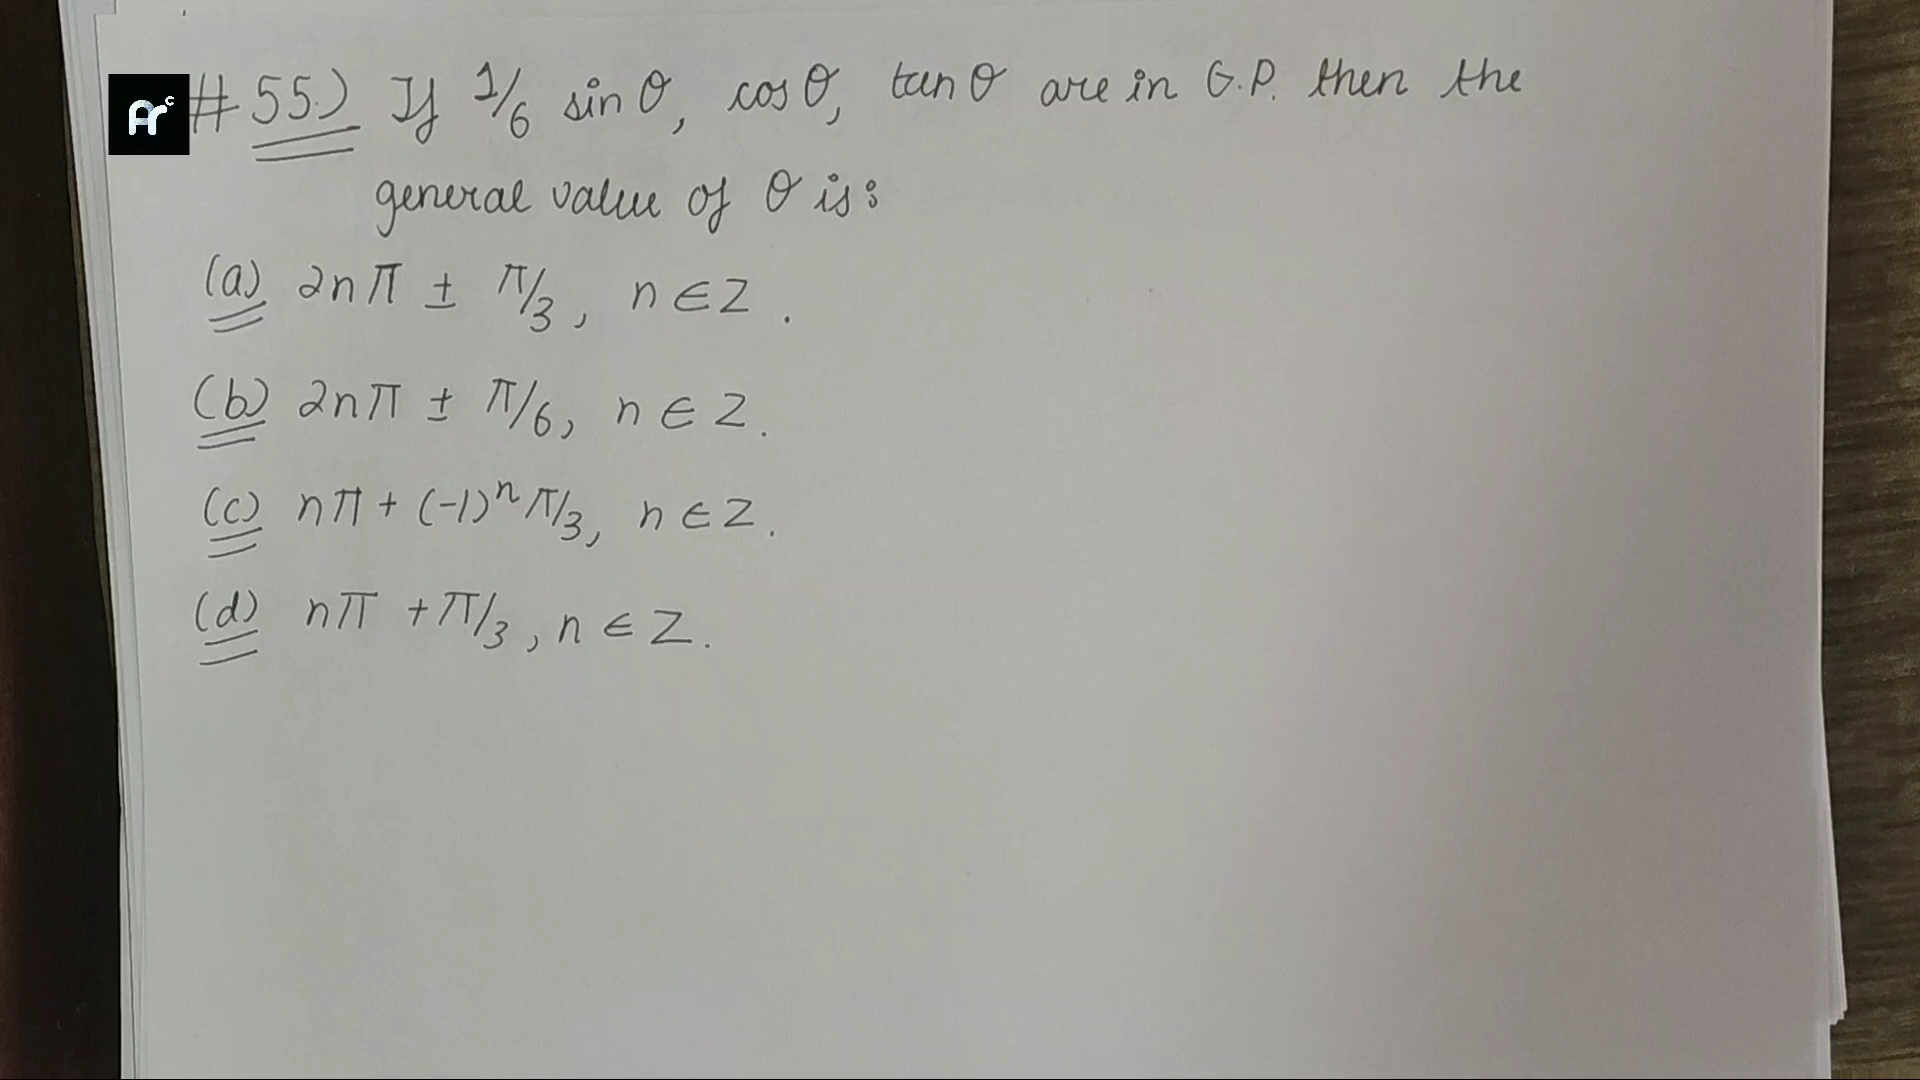 Arc #55.) If 1/6 sin θ, cos θ, tan θ are in G.P. then the
general value of θ is:
(a) 2nπ ± π/3, n ∈ Z.
(b) 2nπ ± π/6, n ∈ Z.
(c) nπ + (-1)ⁿ π/3, n ∈ Z.
(d) nπ + π/3, n ∈ Z.